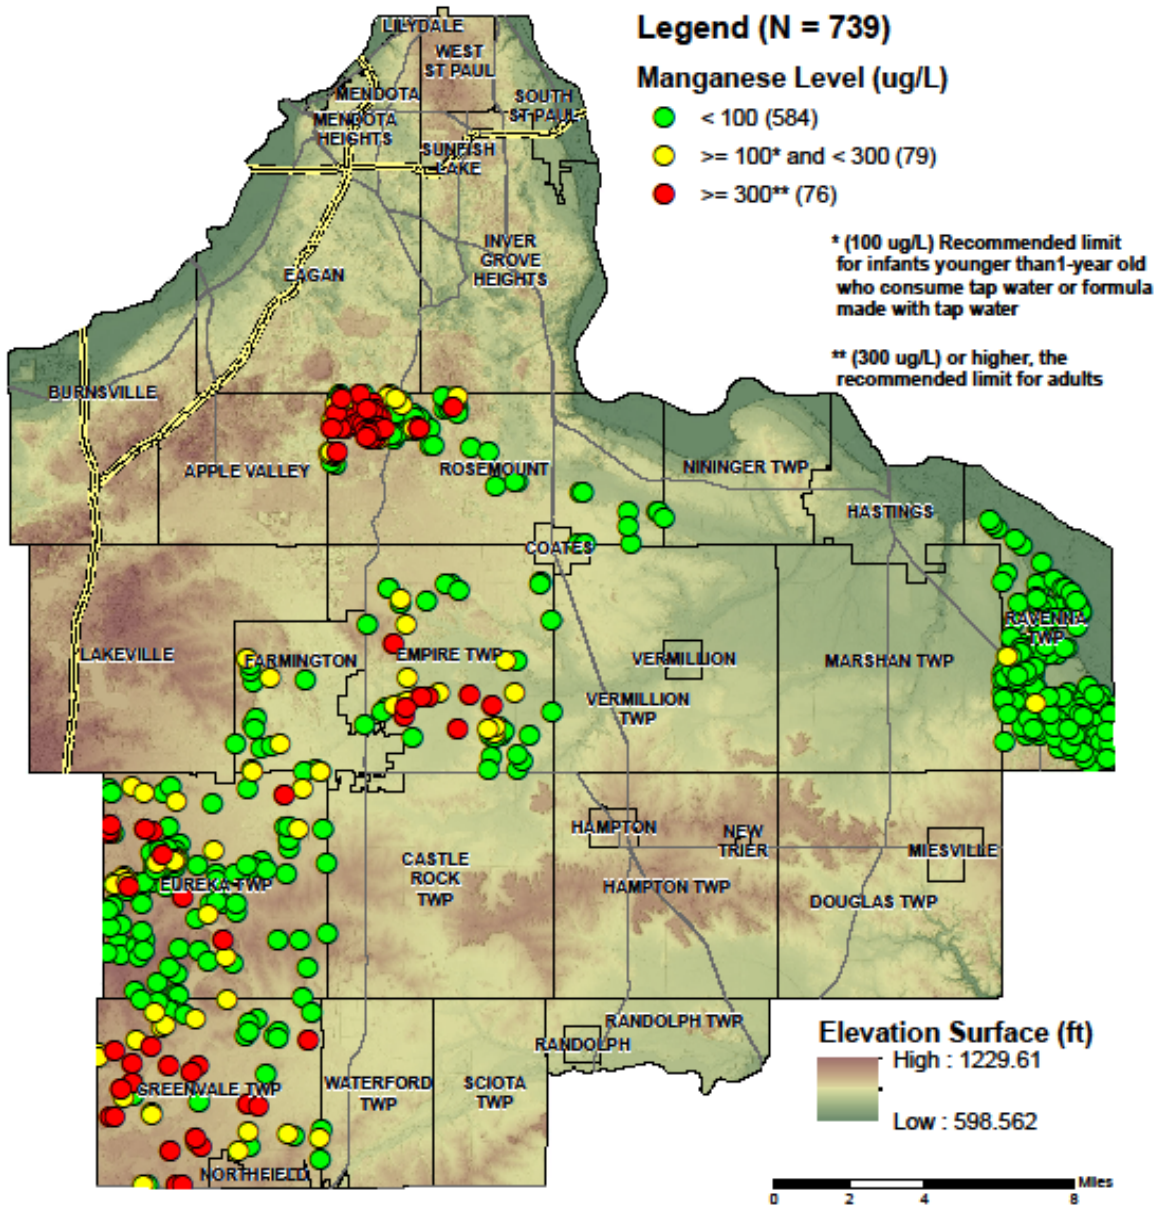 Legend (N = 739)
Manganese Level (ug/L)
< 100 (584)
>= 100* and < 300 (79)
>= 300** (76)
* (100 ug/L) Recommended limit
for infants younger than1-year old
who consume tap water or formula
made with tap water
** (300 ug/L) or higher, the
recommended limit for adults
LILYDALE
WEST
ST PAUL
MENDOTA
SOUTH
ST PAUL
MENDOTA
HEIGHTS
SUNFISH
LAKE
INVER
GROVE
HEIGHTS
EAGAN
BURNSVILLE
APPLE VALLEY
ROSEMOUNT
NININGER TWP
HASTINGS
COATES
RAVENNA
TWP
LAKEVILLE
FARMINGTON
EMPIRE TWP
VERMILLION
MARSHAN TWP
VERMILLION
TWP
HAMPTON
NEW
TRIER
MIESVILLE
CASTLE
ROCK
TWP
EUREKA TWP
HAMPTON TWP
DOUGLAS TWP
RANDOLPH TWP
RANDOLPH
GREENVALE TWP
WATERFORD
TWP
SCIOTA
TWP
NORTHFIELD
Elevation Surface (ft)
High : 1229.61
Low : 598.562
Miles
0 2 4 8